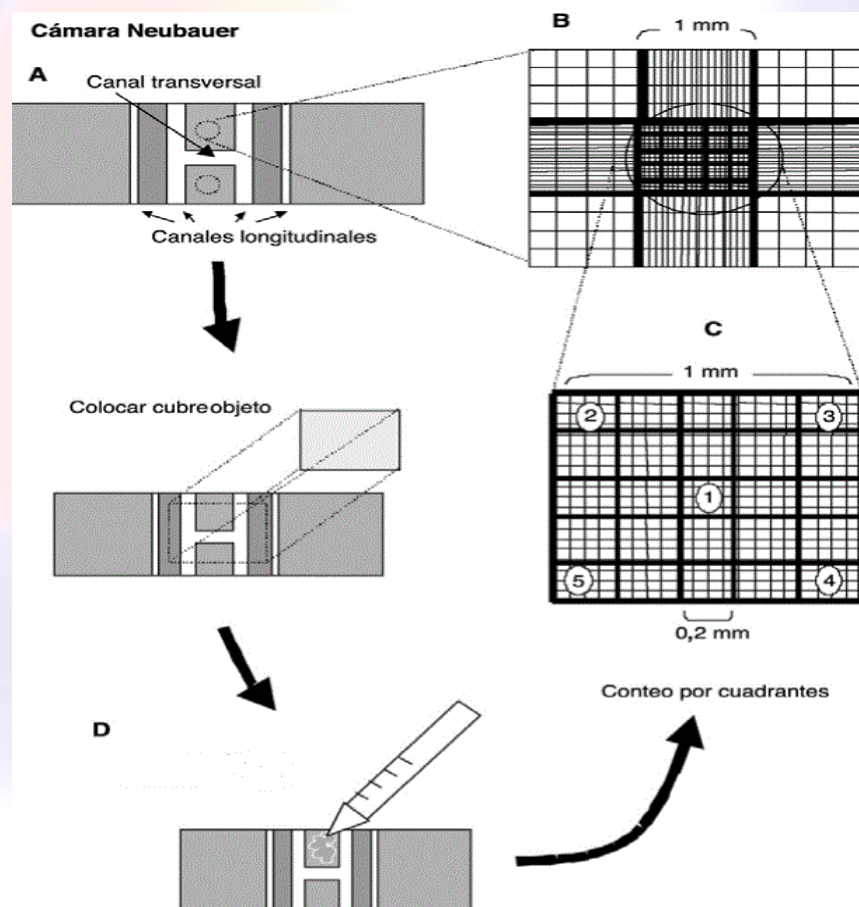 Cámara Neubauer
A
Canal transversal
Canales longitudinales
B
1 mm
C
1 mm
2
3
1
5
4
0,2 mm
Colocar cubreobjeto
Conteo por cuadrantes
D